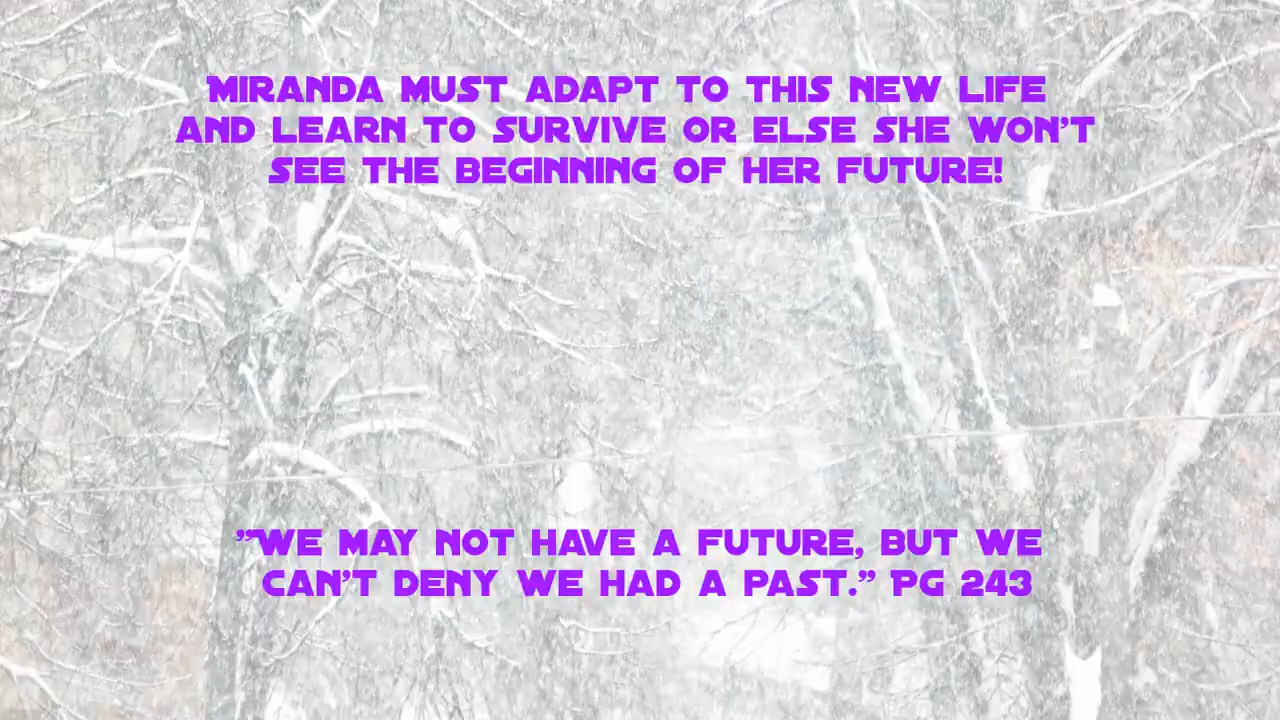 MIRANDA MUST ADAPT TO THIS NEW LIFE
AND LEARN TO SURVIVE OR ELSE SHE WON'T
SEE THE BEGINNING OF HER FUTURE!
"WE MAY NOT HAVE A FUTURE, BUT WE
CAN'T DENY WE HAD A PAST." PG 243